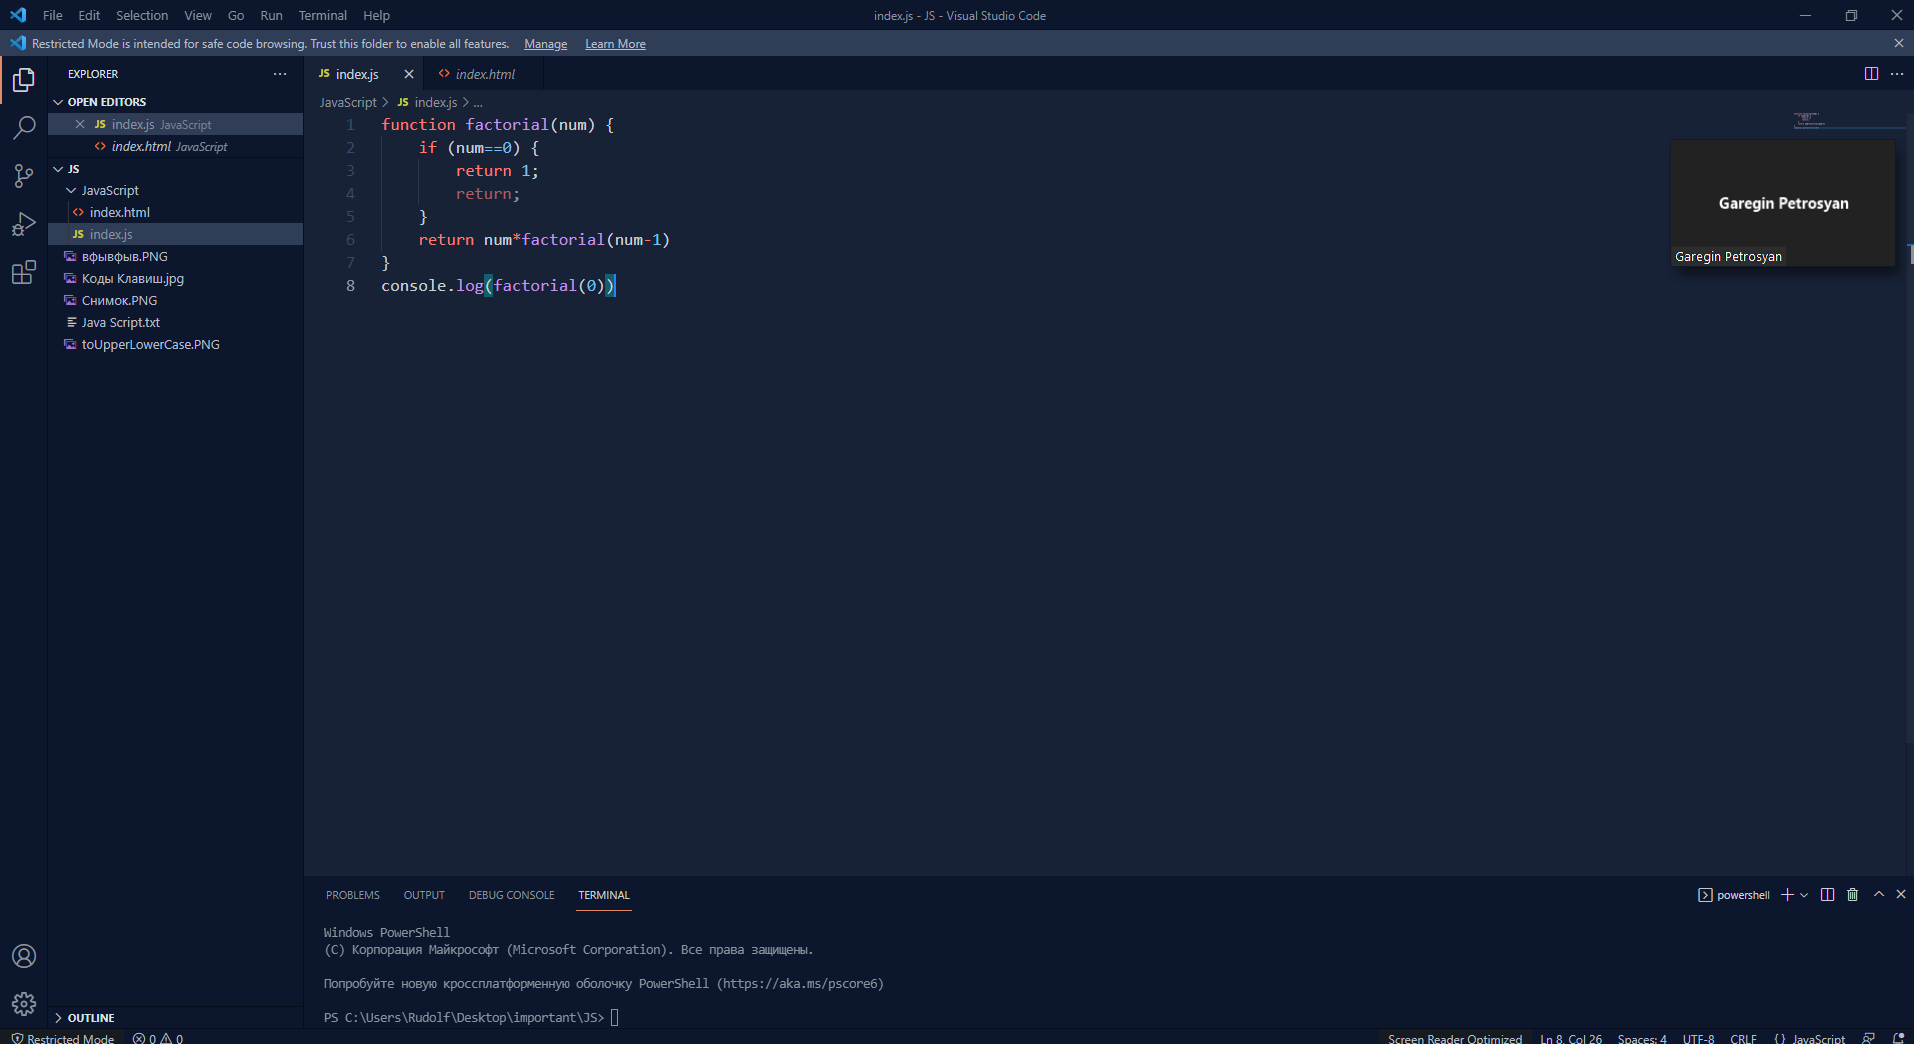 File Edit Selection View Go Run Terminal Help
index.js - JS - Visual Studio Code
Restricted Mode is intended for safe code browsing. Trust this folder to enable all features. Manage Learn More
EXPLORER
OPEN EDITORS
JS index.js JavaScript
index.html JavaScript
JS
JavaScript
index.html
JS index.js
вфывфыв.PNG
Коды Клавиш.jpg
Снимок.PNG
Java Script.txt
toUpperLowerCase.PNG
OUTLINE
JS index.js
index.html
JavaScript > JS index.js > ...
1 function factorial(num) {
2 if (num==0) {
3 return 1;
4 return;
5 }
6 return num*factorial(num-1)
7 }
8 console.log(factorial(0))
Garegin Petrosyan
Garegin Petrosyan
PROBLEMS OUTPUT DEBUG CONSOLE TERMINAL
powershell
Windows PowerShell
(C) Корпорация Майкрософт (Microsoft Corporation). Все права защищены.
Попробуйте новую кроссплатформенную оболочку PowerShell (https://aka.ms/pscore6)
PS C:\Users\Rudolf\Desktop\important\JS>
Restricted Mode 0 0
Screen Reader Optimized Ln 8, Col 26 Spaces: 4 UTF-8 CRLF {} JavaScript